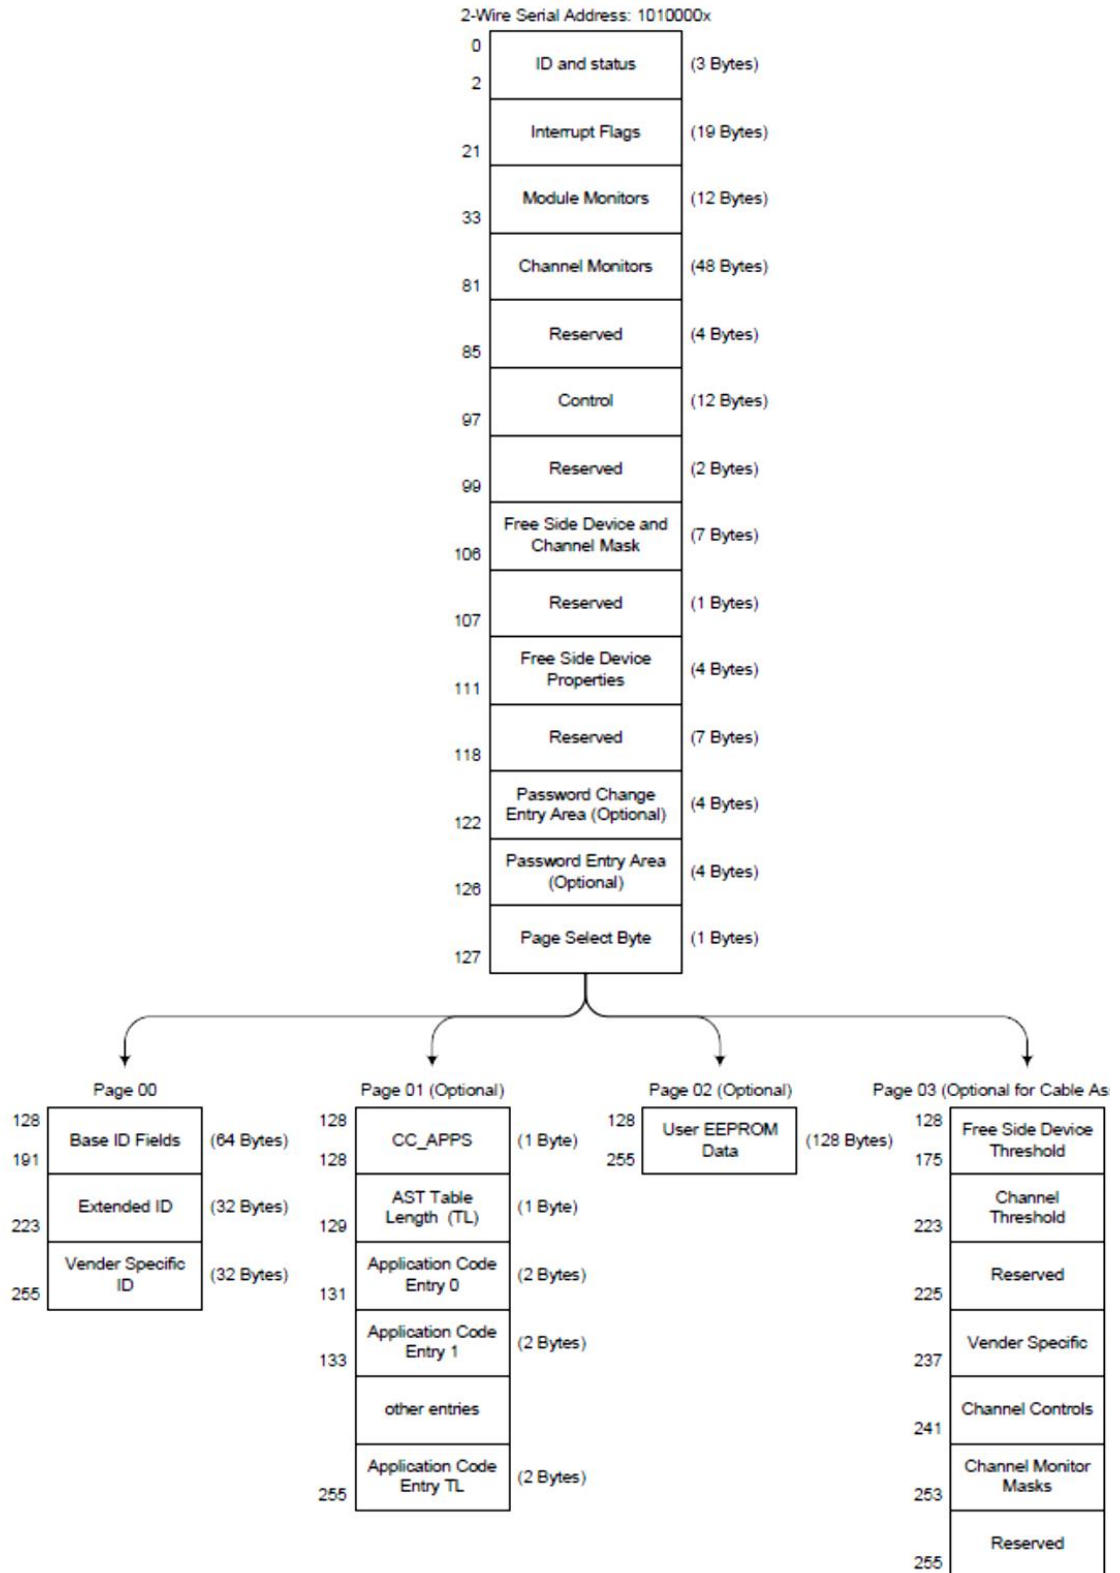 2-Wire Serial Address: 1010000x
0
ID and status
(3 Bytes)
2
Interrupt Flags
(19 Bytes)
21
Module Monitors
(12 Bytes)
33
Channel Monitors
(48 Bytes)
81
Reserved
(4 Bytes)
85
Control
(12 Bytes)
97
Reserved
(2 Bytes)
99
Free Side Device and
Channel Mask
(7 Bytes)
106
Reserved
(1 Bytes)
107
Free Side Device
Properties
(4 Bytes)
111
Reserved
(7 Bytes)
118
Password Change
Entry Area (Optional)
(4 Bytes)
122
Password Entry Area
(Optional)
(4 Bytes)
126
Page Select Byte
(1 Bytes)
127
Page 00
128
Base ID Fields
(64 Bytes)
191
Extended ID
(32 Bytes)
223
Vender Specific
ID
(32 Bytes)
255
Page 01 (Optional)
128
CC_APPS
(1 Byte)
128
AST Table
Length (TL)
(1 Byte)
129
Application Code
Entry 0
(2 Bytes)
131
Application Code
Entry 1
(2 Bytes)
133
other entries
Application Code
Entry TL
(2 Bytes)
255
Page 02 (Optional)
128
User EEPROM
Data
(128 Bytes)
255
Page 03 (Optional for Cable As
128
Free Side Device
Threshold
175
Channel
Threshold
223
Reserved
225
Vender Specific
237
Channel Controls
241
Channel Monitor
Masks
253
Reserved
255